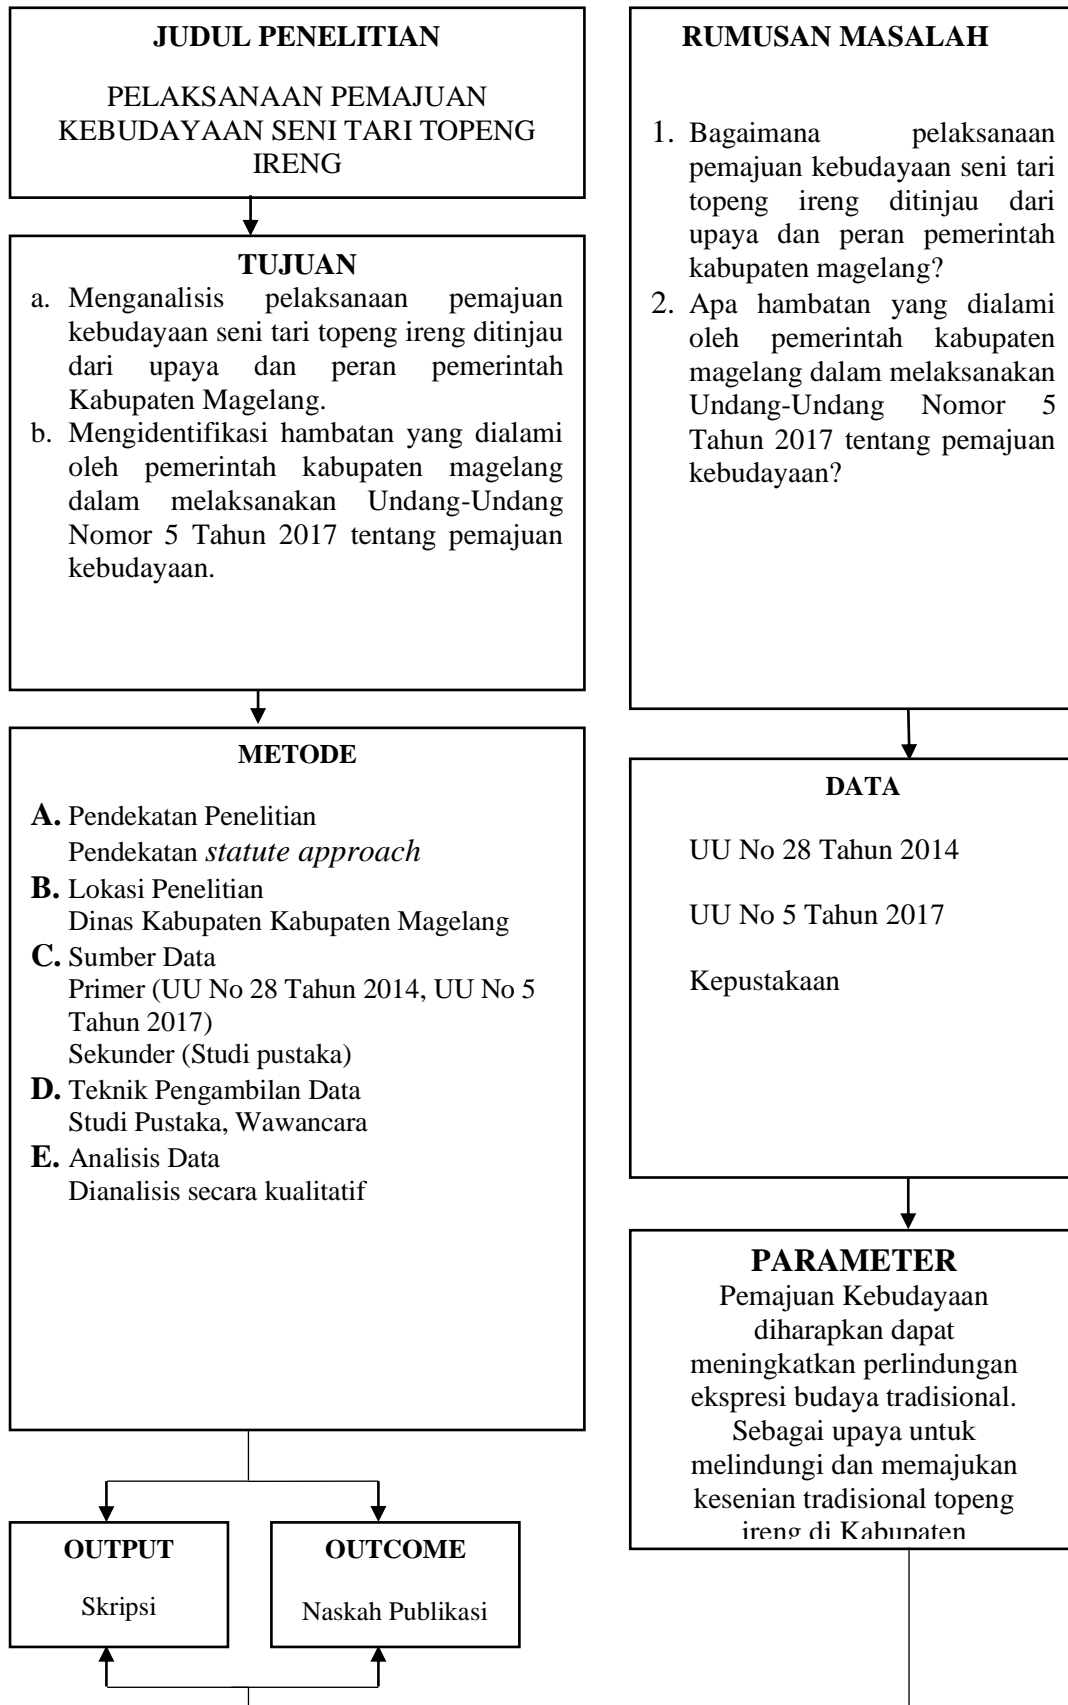 JUDUL PENELITIAN
PELAKSANAAN PEMAJUAN
KEBUDAYAAN SENI TARI TOPENG
IRENG
TUJUAN
a. Menganalisis pelaksanaan pemajuan
kebudayaan seni tari topeng ireng ditinjau
dari upaya dan peran pemerintah
Kabupaten Magelang.
b. Mengidentifikasi hambatan yang dialami
oleh pemerintah kabupaten magelang
dalam melaksanakan Undang-Undang
Nomor 5 Tahun 2017 tentang pemajuan
kebudayaan.
METODE
A. Pendekatan Penelitian
Pendekatan statute approach
B. Lokasi Penelitian
Dinas Kabupaten Kabupaten Magelang
C. Sumber Data
Primer (UU No 28 Tahun 2014, UU No 5
Tahun 2017)
Sekunder (Studi pustaka)
D. Teknik Pengambilan Data
Studi Pustaka, Wawancara
E. Analisis Data
Dianalisis secara kualitatif
OUTPUT
Skripsi
OUTCOME
Naskah Publikasi
RUMUSAN MASALAH
1. Bagaimana pelaksanaan
pemajuan kebudayaan seni tari
topeng ireng ditinjau dari
upaya dan peran pemerintah
kabupaten magelang?
2. Apa hambatan yang dialami
oleh pemerintah kabupaten
magelang dalam melaksanakan
Undang-Undang Nomor 5
Tahun 2017 tentang pemajuan
kebudayaan?
DATA
UU No 28 Tahun 2014
UU No 5 Tahun 2017
Kepustakaan
PARAMETER
Pemajuan Kebudayaan
diharapkan dapat
meningkatkan perlindungan
ekspresi budaya tradisional.
Sebagai upaya untuk
melindungi dan memajukan
kesenian tradisional topeng
ireng di Kabupaten